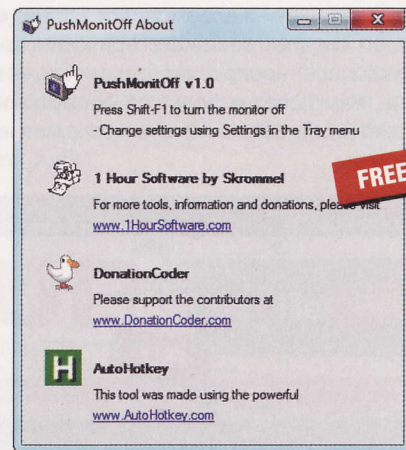 PushMonitOff About
PushMonitOff v1.0
Press Shift-F1 to turn the monitor off
- Change settings using Settings in the Tray menu
1 Hour Software by Skrommel
FREE
For more tools, information and donations, please visit
www.1HourSoftware.com
DonationCoder
Please support the contributors at
www.DonationCoder.com
H
AutoHotkey
This tool was made using the powerful
www.AutoHotkey.com